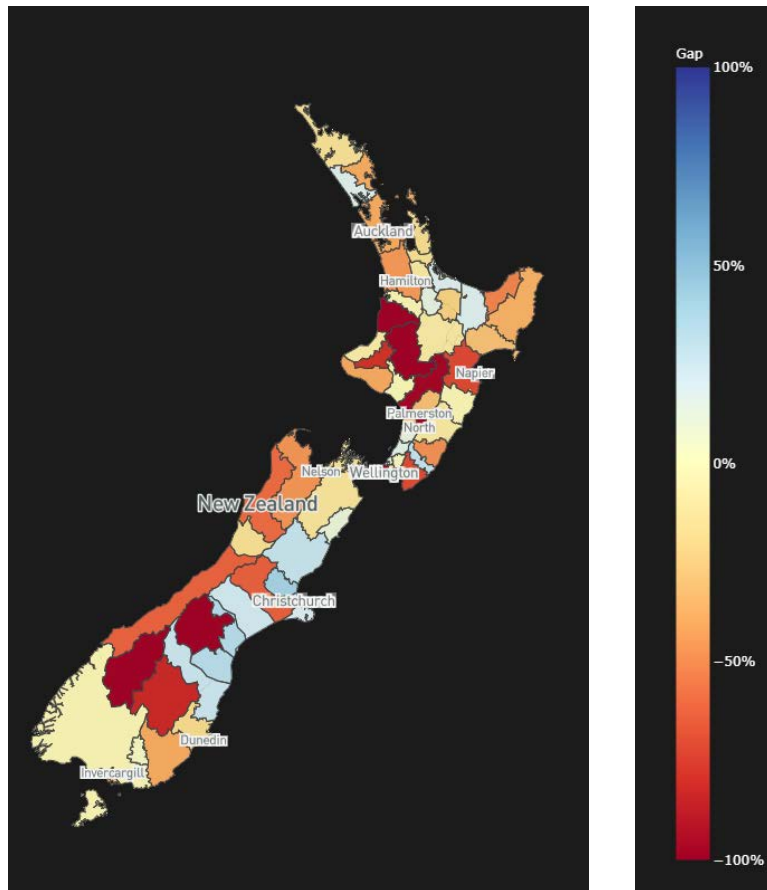 Gap
100%
Auckland
Hamilton
50%
Napier
Palmerston
North
0%
Nelson
Wellington
New Zealand
Christchurch
−50%
Dunedin
Invercargill
−100%